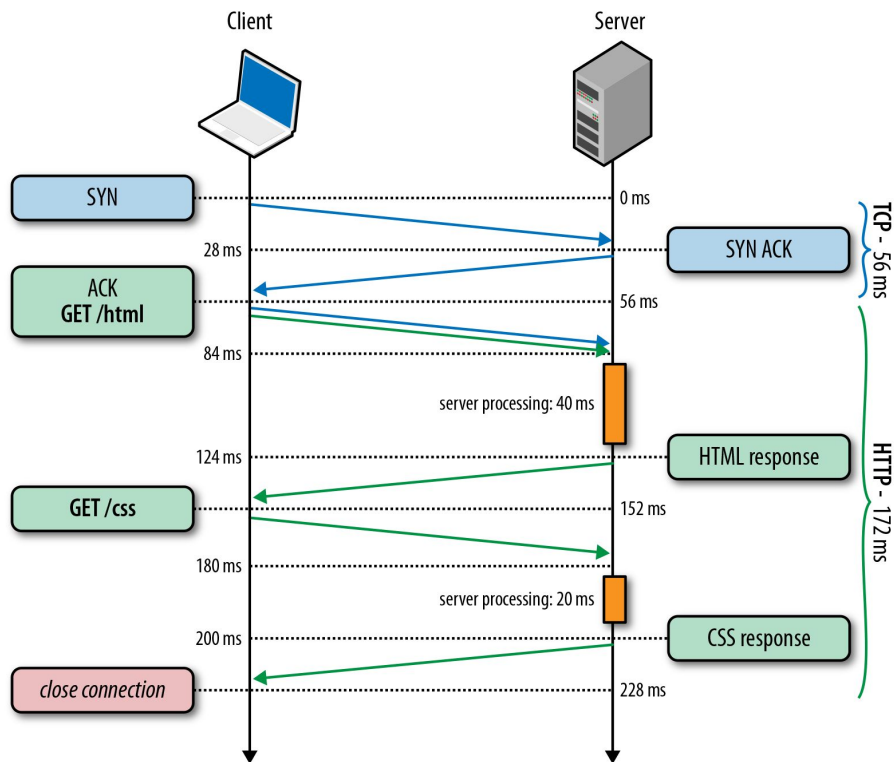 Client
Server
SYN
0 ms
28 ms
SYN ACK
TCP - 56 ms
ACK
GET /html
56 ms
84 ms
server processing: 40 ms
124 ms
HTML response
HTTP - 172 ms
GET /css
152 ms
180 ms
server processing: 20 ms
200 ms
CSS response
close connection
228 ms